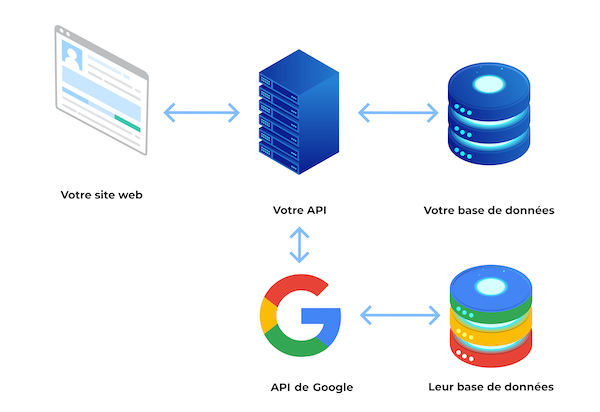 Votre site web
Votre API
Votre base de données
API de Google
Leur base de données